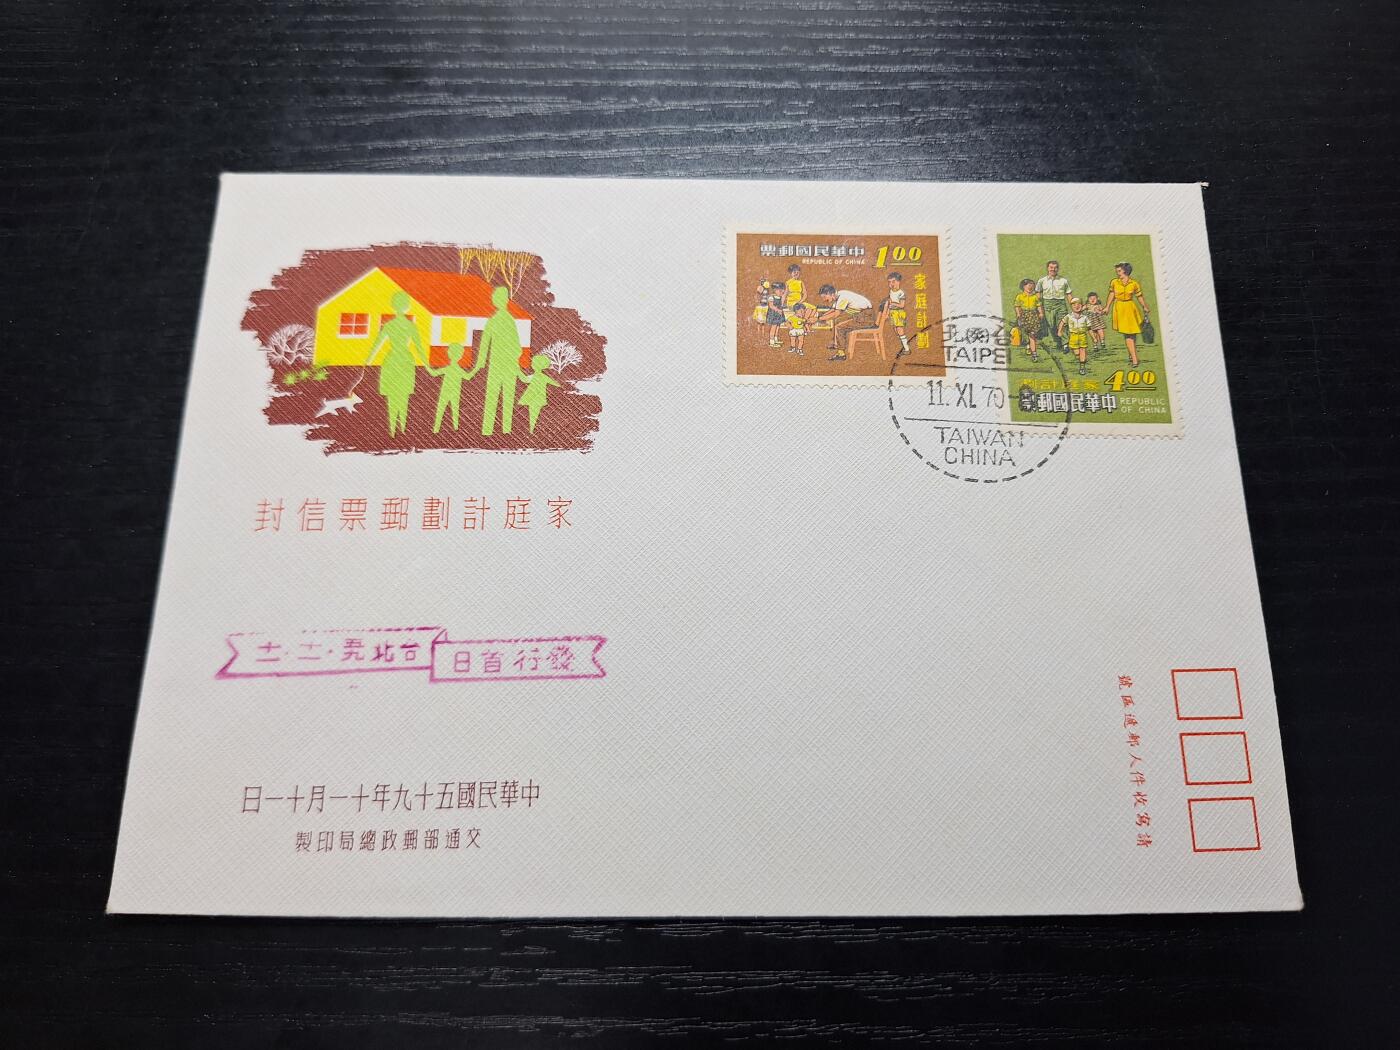 中華民國郵票
1.00
REPUBLIC OF CHINA
家庭計劃
家庭計劃
4.00
中華民國郵票
REPUBLIC
OF CHINA
台(癸)北
TAIPEI
11.XI.70-8
TAIWAN
CHINA
家庭計劃郵票信封
發行首日
台北 五九.十一.十一
中華民國五十九年十一月十一日
交通部郵政總局印製
請寫收件人郵遞區號